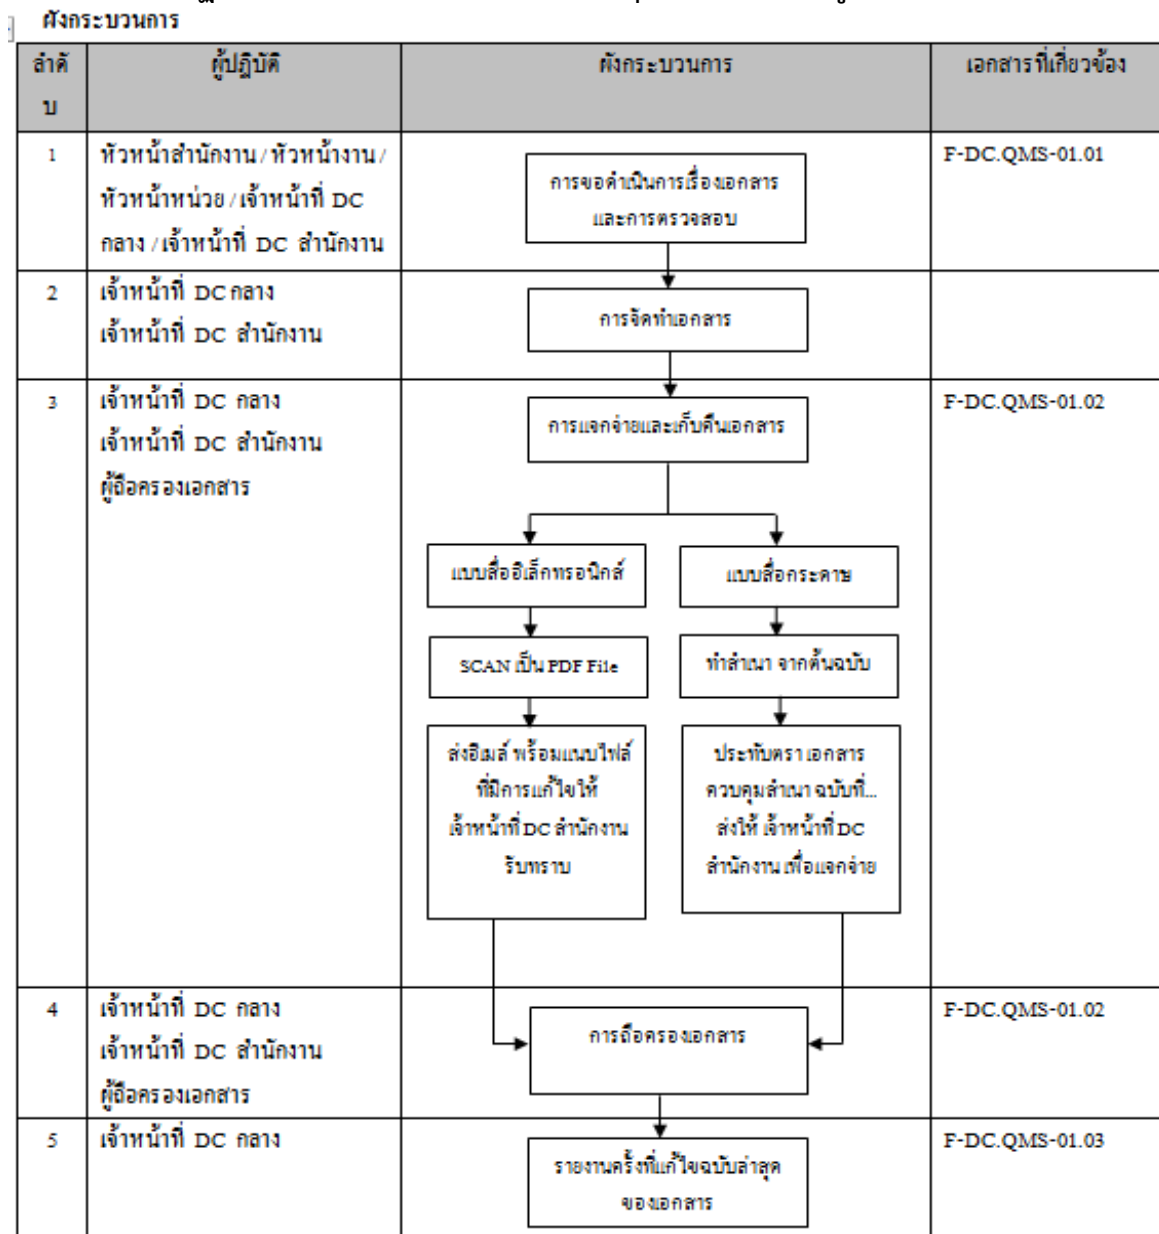 ผังกระบวนการ
ลำดับ
ผู้ปฏิบัติ
ผังกระบวนการ
เอกสารที่เกี่ยวข้อง
1
หัวหน้าสำนักงาน / หัวหน้างาน /
หัวหน้าหน่วย / เจ้าหน้าที่ DC
กลาง / เจ้าหน้าที่ DC สำนักงาน
การขอดำเนินการเรื่องเอกสาร
และการตรวจสอบ
F-DC.QMS-01.01
2
เจ้าหน้าที่ DC กลาง
เจ้าหน้าที่ DC สำนักงาน
การจัดทำเอกสาร
3
เจ้าหน้าที่ DC กลาง
เจ้าหน้าที่ DC สำนักงาน
ผู้ถือครองเอกสาร
การแจกจ่ายและเก็บคืนเอกสาร
F-DC.QMS-01.02
แบบสื่ออิเล็กทรอนิกส์
แบบสื่อกระดาษ
SCAN เป็น PDF File
ทำสำเนา จากต้นฉบับ
ส่งอีเมล์ พร้อมแนบไฟล์
ที่มีการแก้ไขให้
เจ้าหน้าที่ DC สำนักงาน
รับทราบ
ประทับตรา เอกสาร
ควบคุมสำเนา ฉบับที่...
ส่งให้ เจ้าหน้าที่ DC
สำนักงาน เพื่อแจกจ่าย
4
เจ้าหน้าที่ DC กลาง
เจ้าหน้าที่ DC สำนักงาน
ผู้ถือครองเอกสาร
การถือครองเอกสาร
F-DC.QMS-01.02
5
เจ้าหน้าที่ DC กลาง
รายงานครั้งที่แก้ไขฉบับล่าสุด
ของเอกสาร
F-DC.QMS-01.03